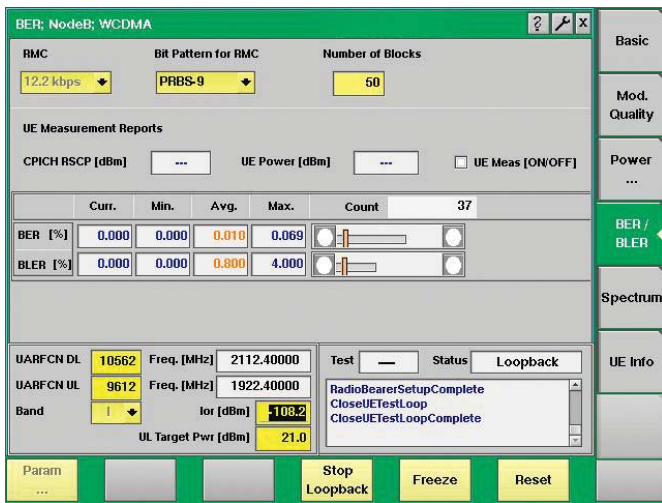 BER; NodeB; WCDMA ? x
RMC Bit Pattern for RMC Number of Blocks
12.2 kbps PRBS-9 50
UE Measurement Reports
CPICH RSCP [dBm] --- UE Power [dBm] --- UE Meas [ON/OFF]
Curr. Min. Avg. Max. Count 37
BER [%] 0.000 0.000 0.010 0.069
BLER [%] 0.000 0.000 0.800 4.000
UARFCN DL 10562 Freq. [MHz] 2112.40000
UARFCN UL 9612 Freq. [MHz] 1922.40000
Band I Ior [dBm] -108.2
UL Target Pwr [dBm] 21.0
Test — Status Loopback
RadioBearerSetupComplete
CloseUETestLoop
CloseUETestLoopComplete
Basic
Mod.
Quality
Power
...
BER /
BLER
Spectrum
UE Info
Param
...
Stop
Loopback
Freeze
Reset